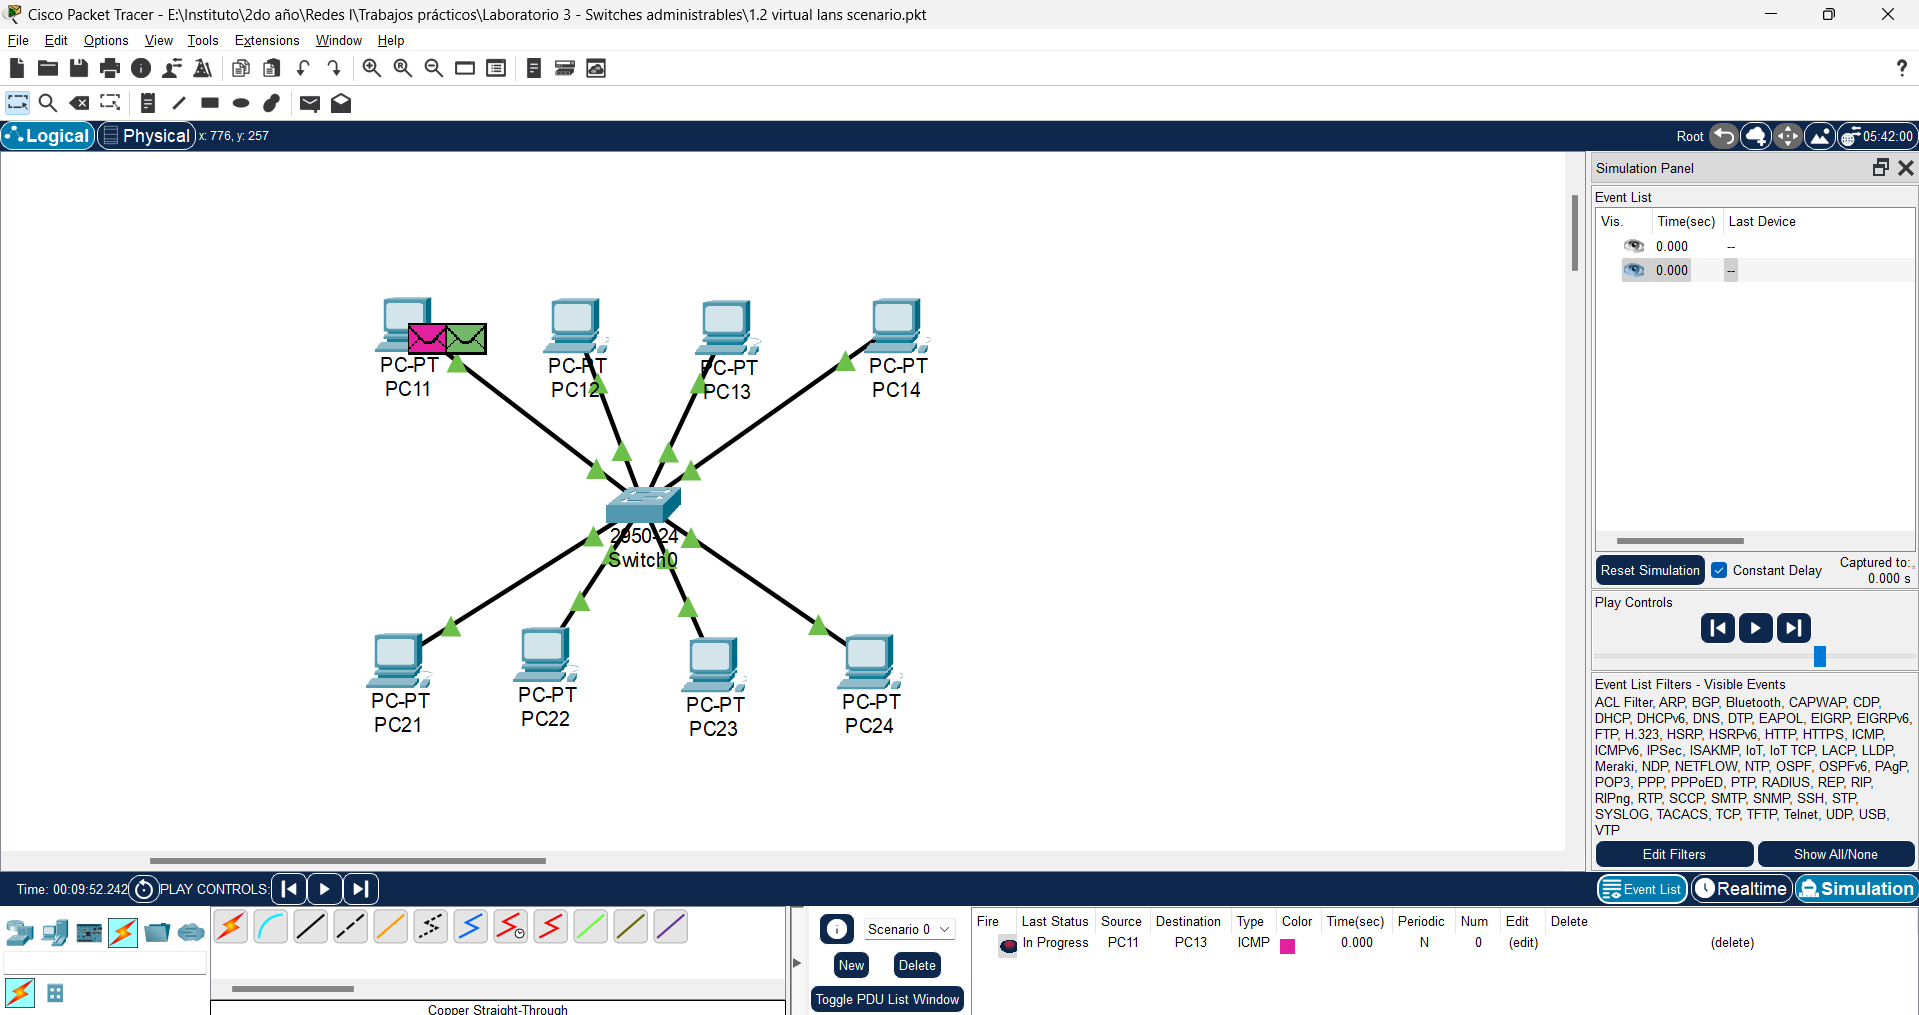 Cisco Packet Tracer - E:\Instituto\2do año\Redes I\Trabajos prácticos\Laboratorio 3 - Switches administrables\1.2 virtual lans scenario.pkt
File Edit Options View Tools Extensions Window Help
?
Logical Physical x: 776, y: 257 Root 05:42:00
Simulation Panel
Event List
Vis. Time(sec) Last Device
0.000 --
0.000 --
PC-PT
PC11
PC-PT
PC12
PC-PT
PC13
PC-PT
PC14
2950-24
Switch0
PC-PT
PC21
PC-PT
PC22
PC-PT
PC23
PC-PT
PC24
Reset Simulation Constant Delay Captured to:
0.000 s
Play Controls
Event List Filters - Visible Events
ACL Filter, ARP, BGP, Bluetooth, CAPWAP, CDP,
DHCP, DHCPv6, DNS, DTP, EAPOL, EIGRP, EIGRPv6,
FTP, H.323, HSRP, HSRPv6, HTTP, HTTPS, ICMP,
ICMPv6, IPSec, ISAKMP, IoT, IoT TCP, LACP, LLDP,
Meraki, NDP, NETFLOW, NTP, OSPF, OSPFv6, PAgP,
POP3, PPP, PPPoED, PTP, RADIUS, REP, RIP,
RIPng, RTP, SCCP, SMTP, SNMP, SSH, STP,
SYSLOG, TACACS, TCP, TFTP, Telnet, UDP, USB,
VTP
Edit Filters Show All/None
Time: 00:09:52.242 PLAY CONTROLS: Event List Realtime Simulation
Scenario 0
New Delete
Toggle PDU List Window
Fire Last Status Source Destination Type Color Time(sec) Periodic Num Edit Delete
In Progress PC11 PC13 ICMP 0.000 N 0 (edit) (delete)
Copper Straight-Through